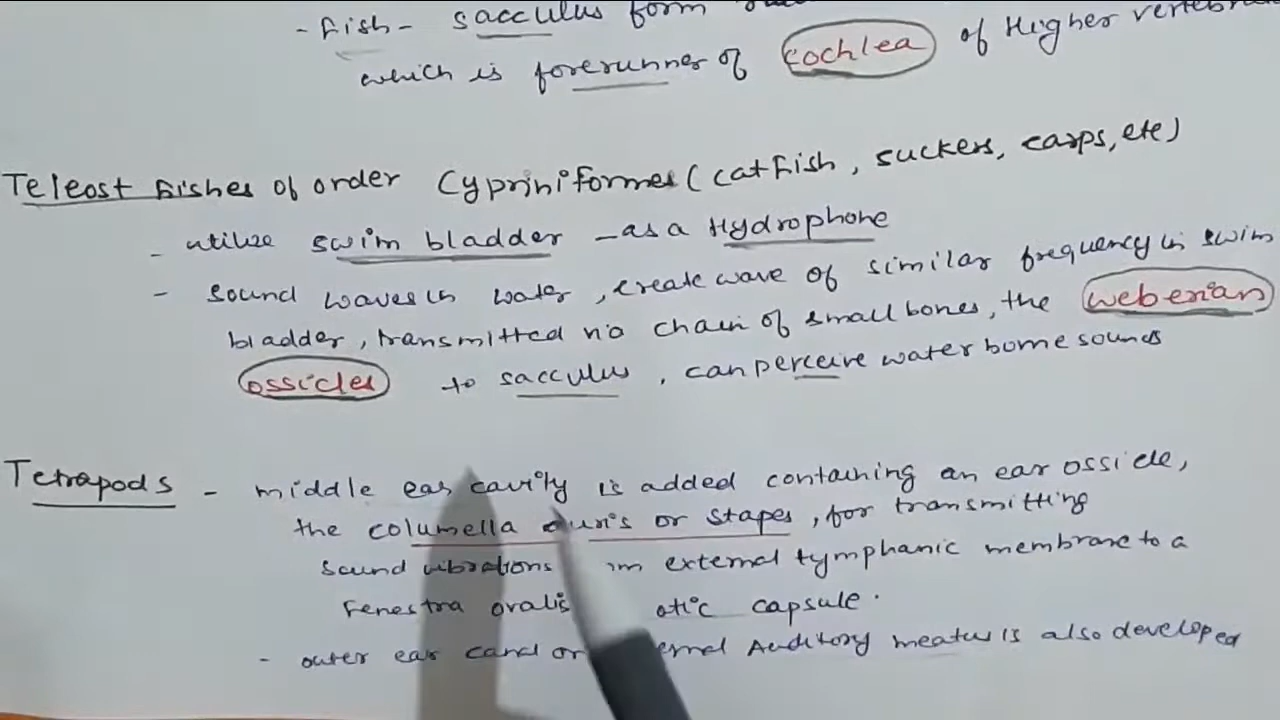 - fish - sacculus form
which is forerunner of cochlea of Higher
Teleost fishes of order Cypriniformes (catfish, suckers, carps, etc)
- utilize swim bladder - as a Hydrophone
- sound waves in water, create wave of similar frequency in swim
bladder, transmitted via chain of small bones, the weberian
ossicles to sacculus, can perceive water borne sounds
Tetrapods - middle ear cavity is added containing an ear ossicle,
the columella auris or stapes, for transmitting
sound vibrations external tymphanic membrane to a
fenestra ovalis otic capsule.
- outer ear canal or Auditory meatus is also developed